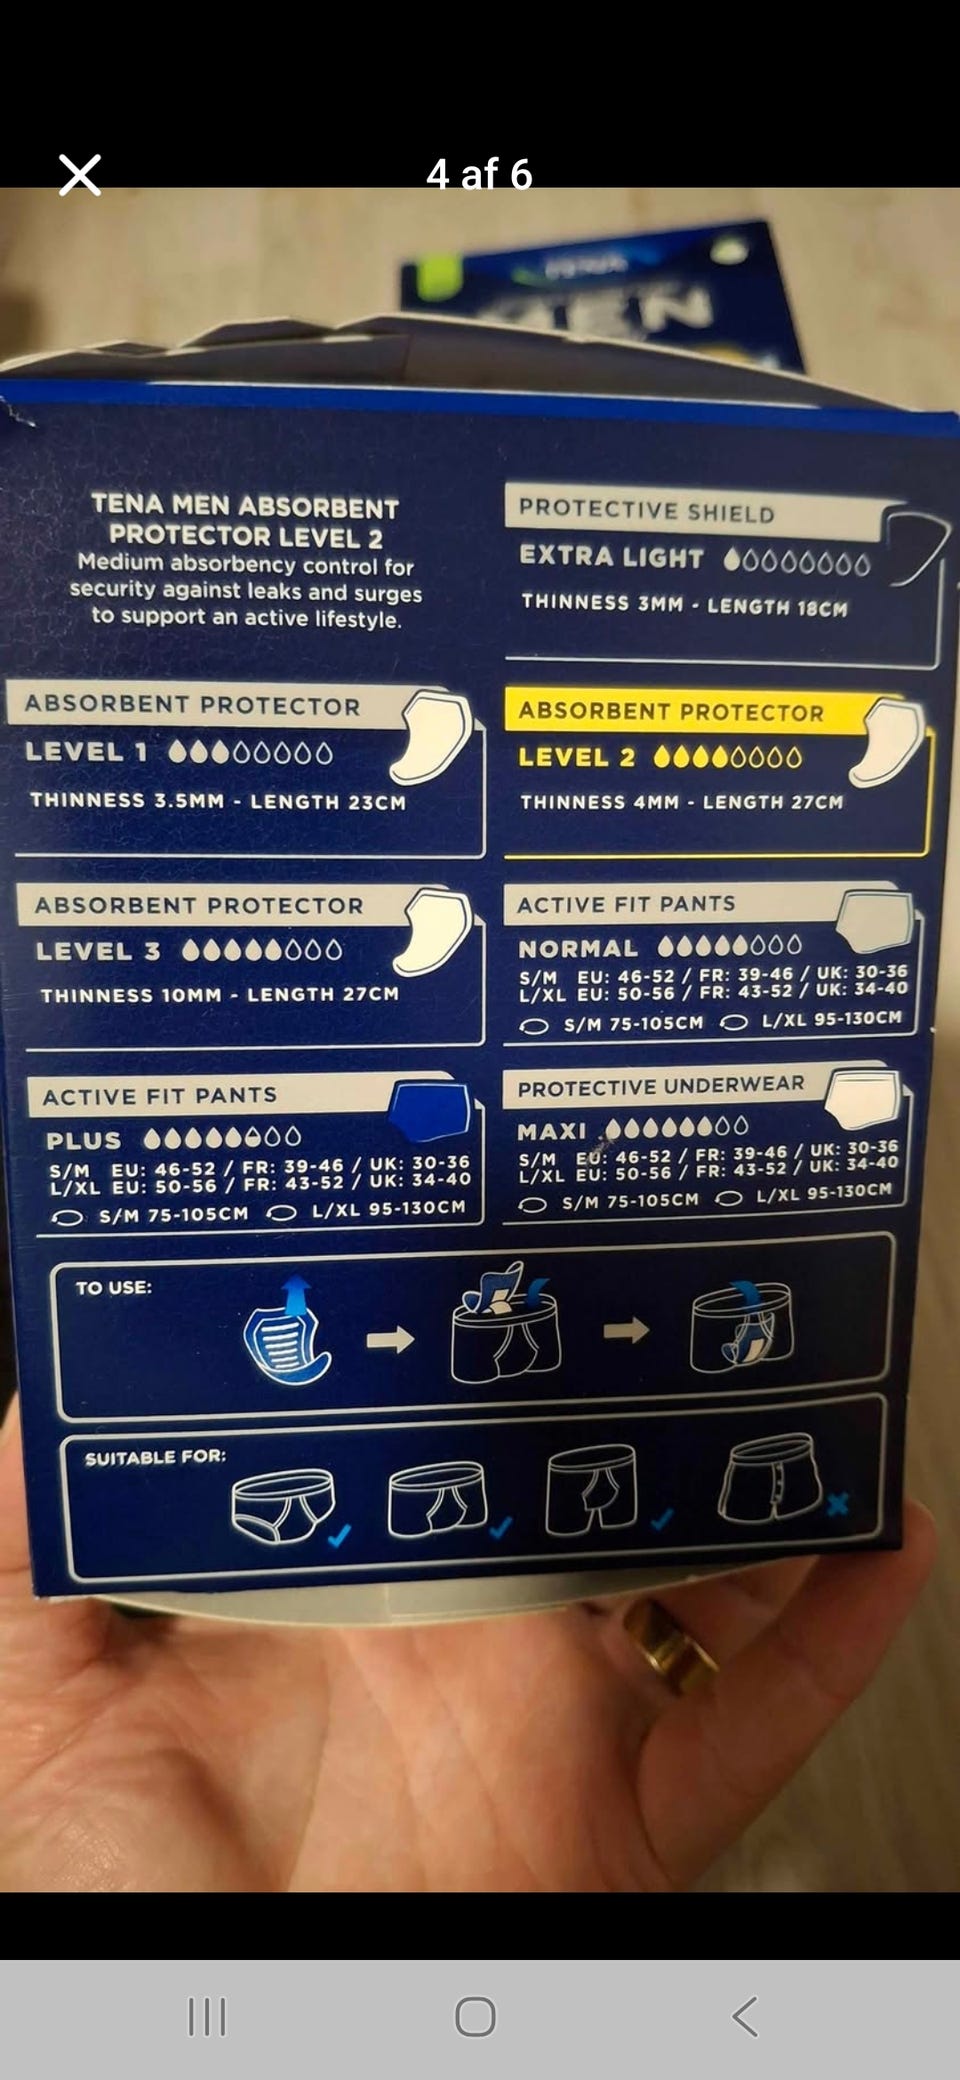 4 af 6
TENA
MEN
TENA MEN ABSORBENT
PROTECTOR LEVEL 2
Medium absorbency control for
security against leaks and surges
to support an active lifestyle.
PROTECTIVE SHIELD
EXTRA LIGHT
THINNESS 3MM - LENGTH 18CM
ABSORBENT PROTECTOR
LEVEL 1
THINNESS 3.5MM - LENGTH 23CM
ABSORBENT PROTECTOR
LEVEL 2
THINNESS 4MM - LENGTH 27CM
ABSORBENT PROTECTOR
LEVEL 3
THINNESS 10MM - LENGTH 27CM
ACTIVE FIT PANTS
NORMAL
S/M EU: 46-52 / FR: 39-46 / UK: 30-36
L/XL EU: 50-56 / FR: 43-52 / UK: 34-40
S/M 75-105CM L/XL 95-130CM
ACTIVE FIT PANTS
PLUS
S/M EU: 46-52 / FR: 39-46 / UK: 30-36
L/XL EU: 50-56 / FR: 43-52 / UK: 34-40
S/M 75-105CM L/XL 95-130CM
PROTECTIVE UNDERWEAR
MAXI
S/M EU: 46-52 / FR: 39-46 / UK: 30-36
L/XL EU: 50-56 / FR: 43-52 / UK: 34-40
S/M 75-105CM L/XL 95-130CM
TO USE:
SUITABLE FOR: